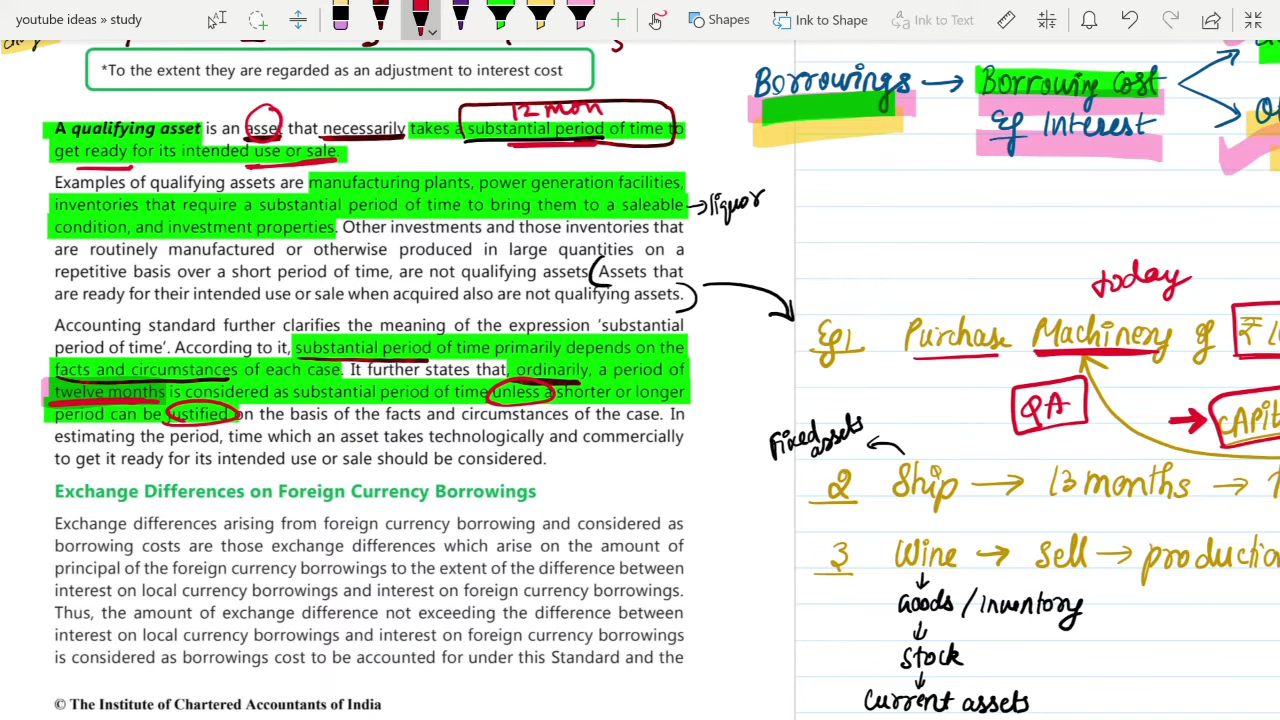 youtube ideas » study
Shapes
Ink to Shape
Ink to Text
*To the extent they are regarded as an adjustment to interest cost
12 mon
A qualifying asset is an asset that necessarily takes a substantial period of time to
get ready for its intended use or sale.
Examples of qualifying assets are manufacturing plants, power generation facilities,
inventories that require a substantial period of time to bring them to a saleable
condition, and investment properties. Other investments and those inventories that
are routinely manufactured or otherwise produced in large quantities on a
repetitive basis over a short period of time, are not qualifying assets. Assets that
are ready for their intended use or sale when acquired also are not qualifying assets.
liquor
Accounting standard further clarifies the meaning of the expression ‘substantial
period of time’. According to it, substantial period of time primarily depends on the
facts and circumstances of each case. It further states that, ordinarily, a period of
twelve months is considered as substantial period of time unless a shorter or longer
period can be justified on the basis of the facts and circumstances of the case. In
estimating the period, time which an asset takes technologically and commercially
to get it ready for its intended use or sale should be considered.
Exchange Differences on Foreign Currency Borrowings
Exchange differences arising from foreign currency borrowing and considered as
borrowing costs are those exchange differences which arise on the amount of
principal of the foreign currency borrowings to the extent of the difference between
interest on local currency borrowings and interest on foreign currency borrowings.
Thus, the amount of exchange difference not exceeding the difference between
interest on local currency borrowings and interest on foreign currency borrowings
is considered as borrowings cost to be accounted for under this Standard and the
© The Institute of Chartered Accountants of India
Borrowings → Borrowing cost
Eg Interest
today
Eg1 Purchase Machinery of ₹
QA
Fixed assets
2 Ship → 13 months →
3 Wine → Sell → production
Goods / Inventory
Stock
Current assets